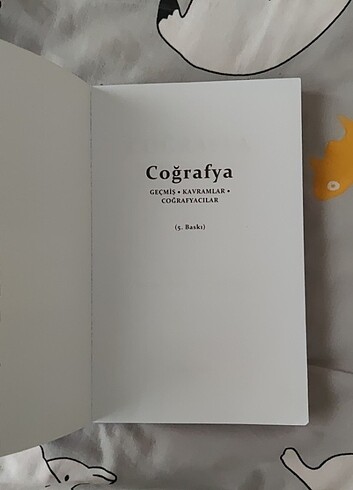 Coğrafya
GEÇMİŞ • KAVRAMLAR •
COĞRAFYACILAR
(5. Baskı)